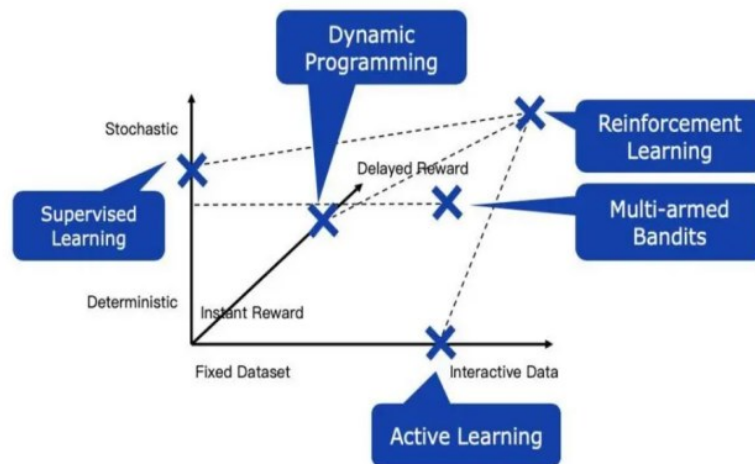 Dynamic
Programming
Stochastic
Reinforcement
Learning
Delayed Reward
Supervised
Learning
Multi-armed
Bandits
Deterministic
Instant Reward
Fixed Dataset
Interactive Data
Active Learning